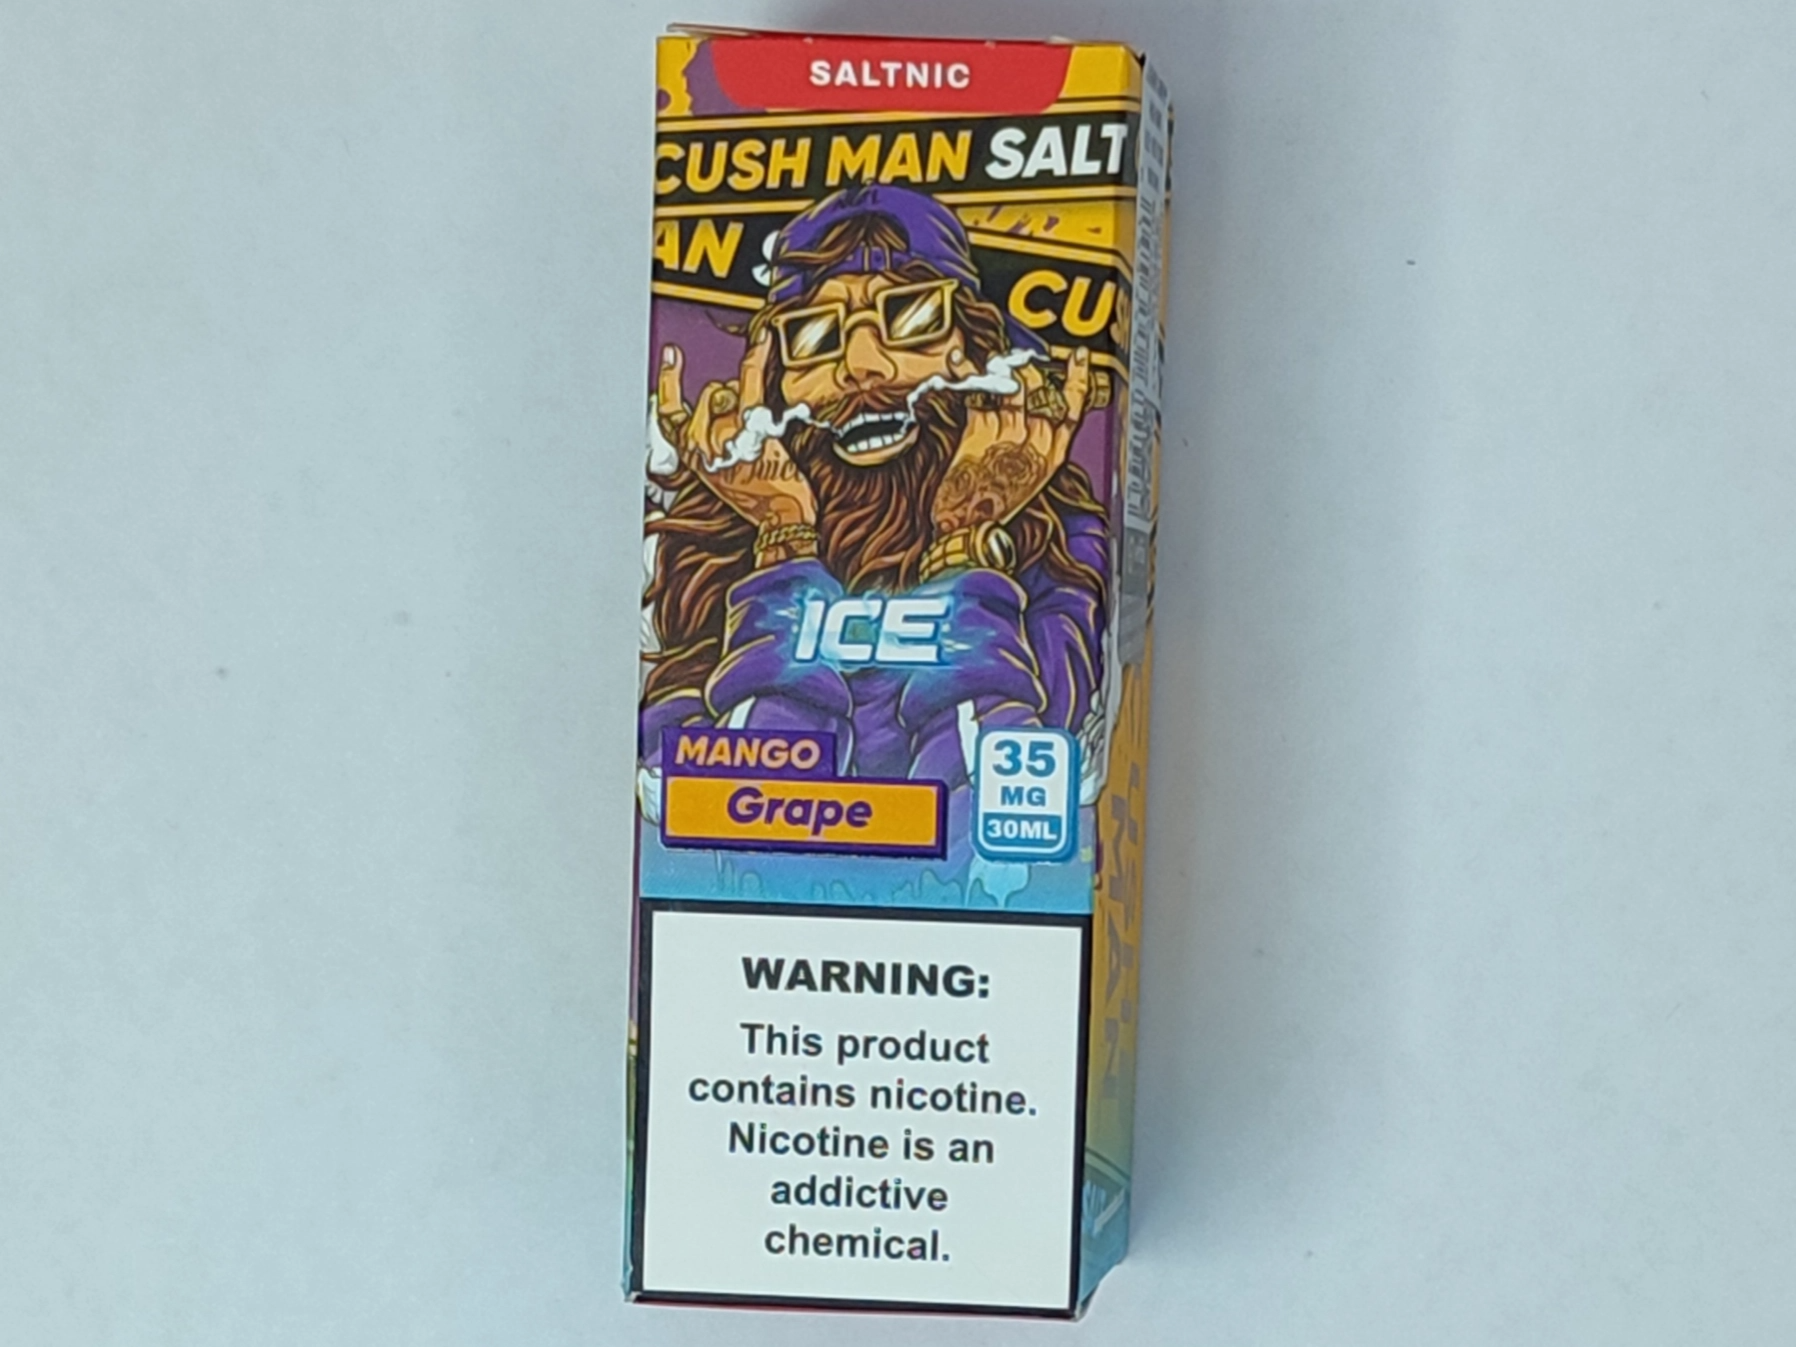 SALTNIC
CUSH MAN SALT
AN S
CUS
ICE
MANGO
Grape
35
MG
30ML
WARNING:
This product
contains nicotine.
Nicotine is an
addictive
chemical.